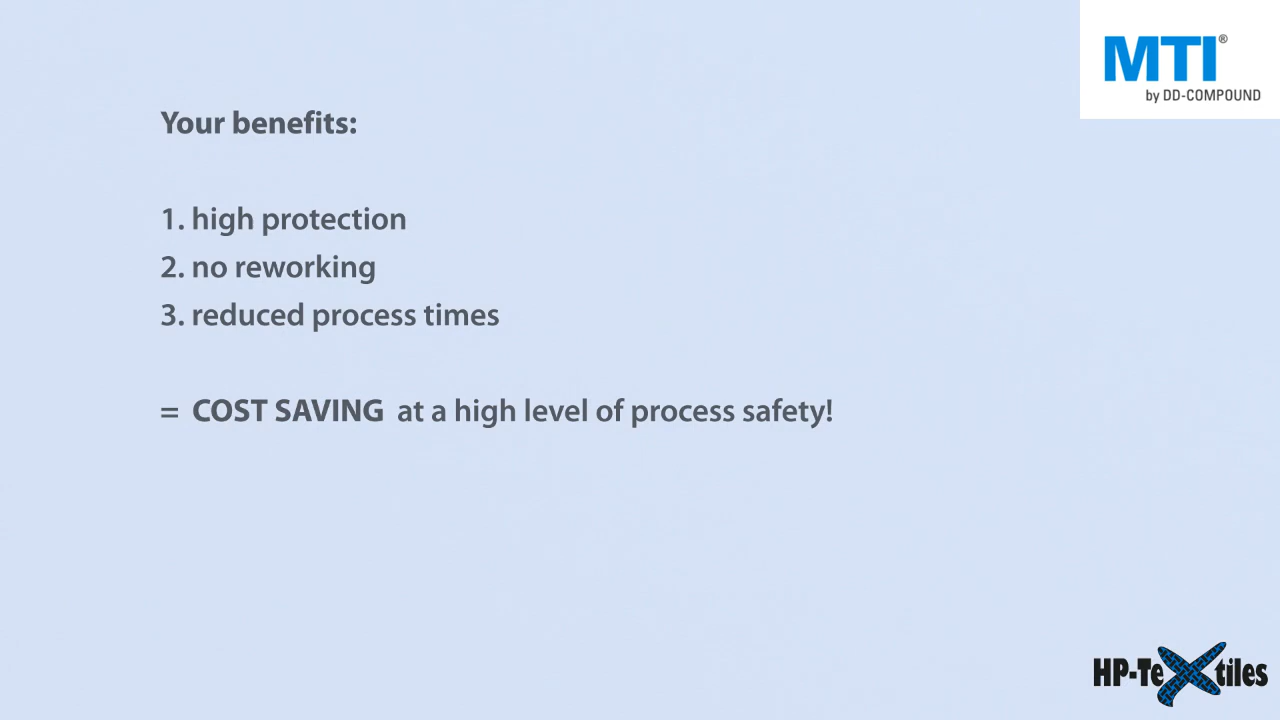 MTI®
by DD-COMPOUND
Your benefits:
1. high protection
2. no reworking
3. reduced process times
= COST SAVING at a high level of process safety!
HP-TeXtiles